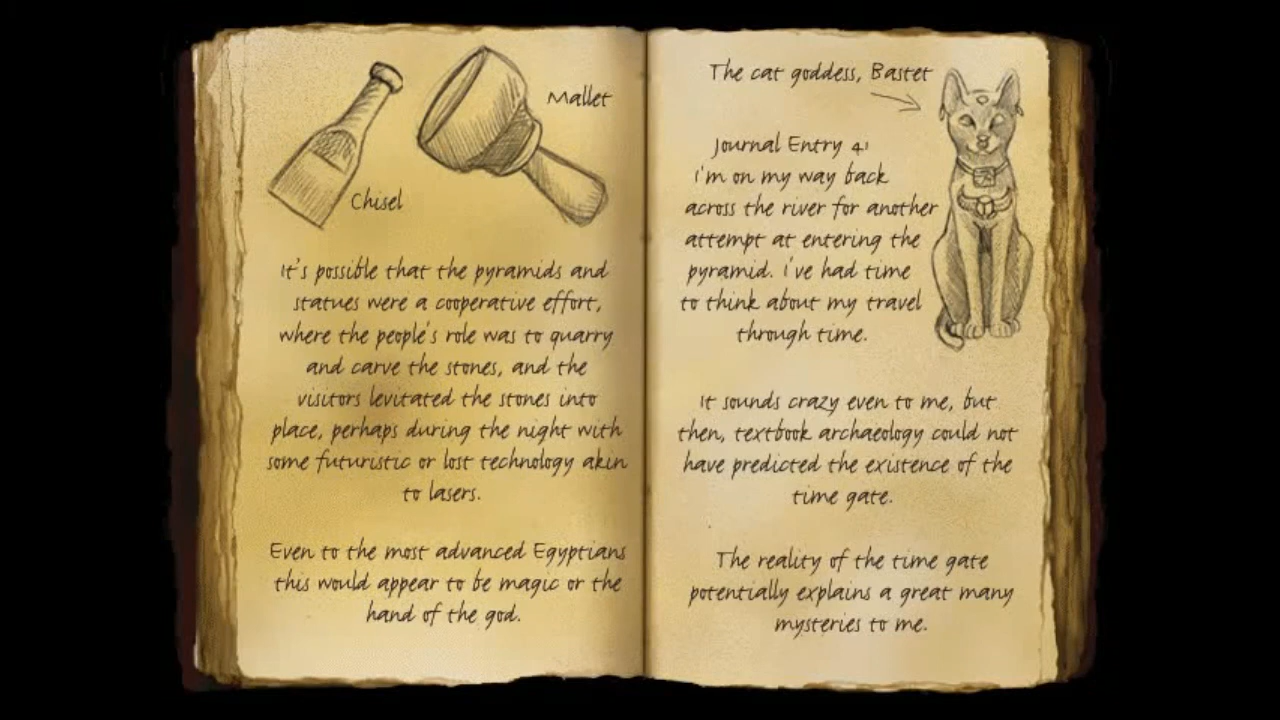 Mallet
Chisel
It's possible that the pyramids and
statues were a cooperative effort,
where the people's role was to quarry
and carve the stones, and the
visitors levitated the stones into
place, perhaps during the night with
some futuristic or lost technology akin
to lasers.
Even to the most advanced Egyptians
this would appear to be magic or the
hand of the god.
The cat goddess, Bastet
Journal Entry 41
i'm on my way back
across the river for another
attempt at entering the
pyramid. i've had time
to think about my travel
through time.
It sounds crazy even to me, but
then, textbook archaeology could not
have predicted the existence of the
time gate.
The reality of the time gate
potentially explains a great many
mysteries to me.